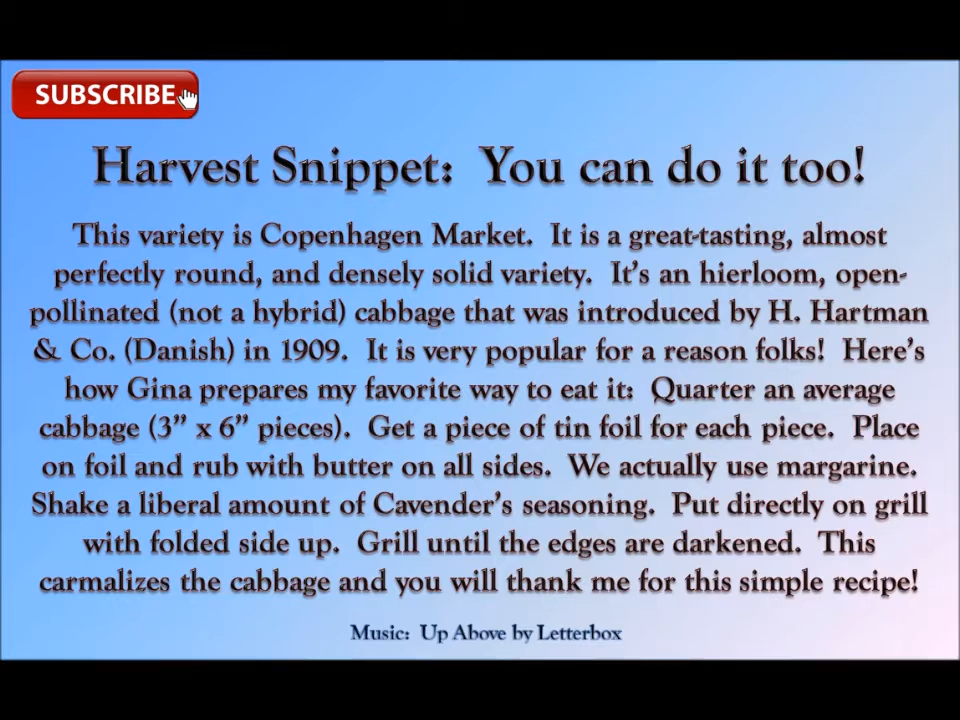 SUBSCRIBE
Harvest Snippet: You can do it too!
This variety is Copenhagen Market. It is a great-tasting, almost
perfectly round, and densely solid variety. It's an hierloom, open-
pollinated (not a hybrid) cabbage that was introduced by H. Hartman
& Co. (Danish) in 1909. It is very popular for a reason folks! Here's
how Gina prepares my favorite way to eat it: Quarter an average
cabbage (3” x 6” pieces). Get a piece of tin foil for each piece. Place
on foil and rub with butter on all sides. We actually use margarine.
Shake a liberal amount of Cavender's seasoning. Put directly on grill
with folded side up. Grill until the edges are darkened. This
carmalizes the cabbage and you will thank me for this simple recipe!
Music: Up Above by Letterbox